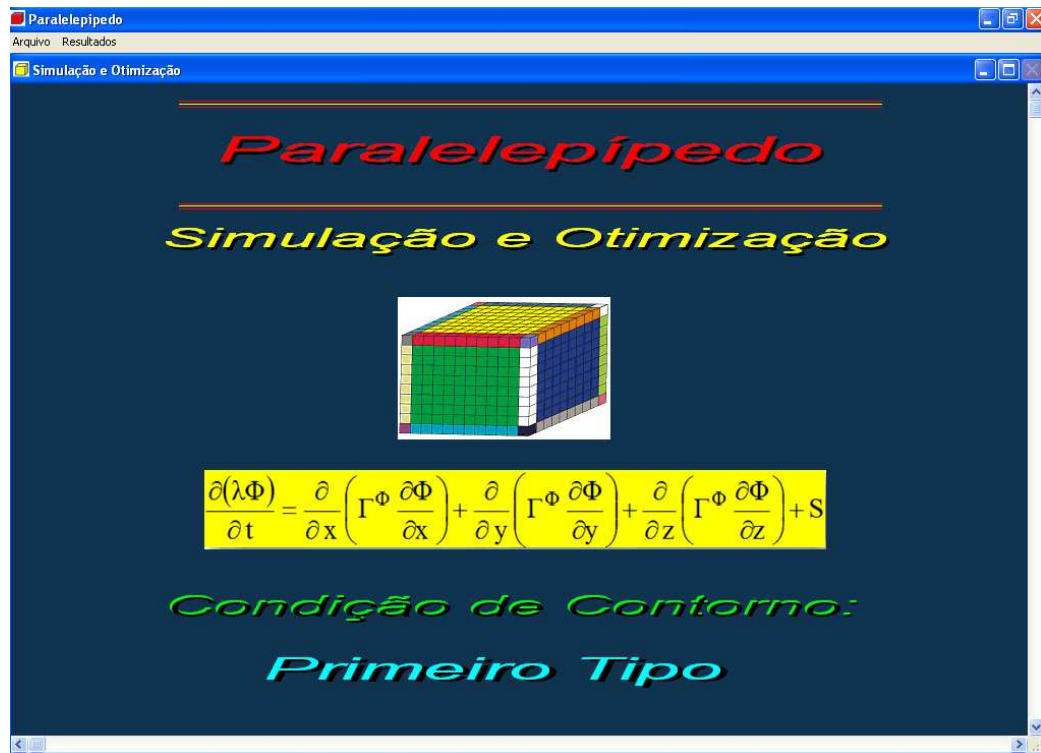 Paralelepipedo
Arquivo Resultados
Simulação e Otimização
Paralelepípedo
Simulação e Otimização
∂(λΦ)/∂t = ∂/∂x (Γ^Φ ∂Φ/∂x) + ∂/∂y (Γ^Φ ∂Φ/∂y) + ∂/∂z (Γ^Φ ∂Φ/∂z) + S
Condição de Contorno:
Primeiro Tipo